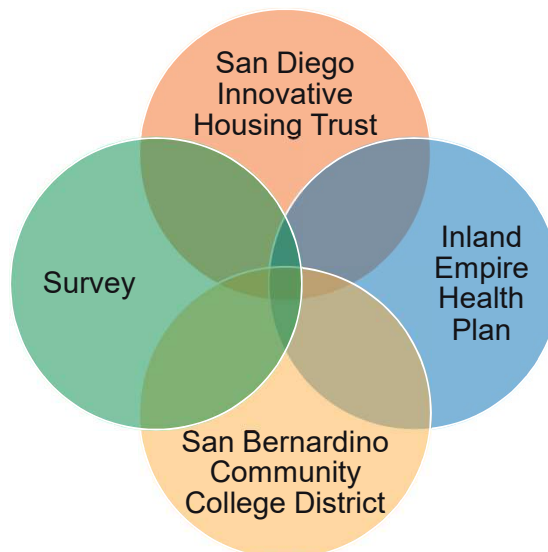 San Diego
Innovative
Housing Trust
Survey
Inland
Empire
Health
Plan
San Bernardino
Community
College District